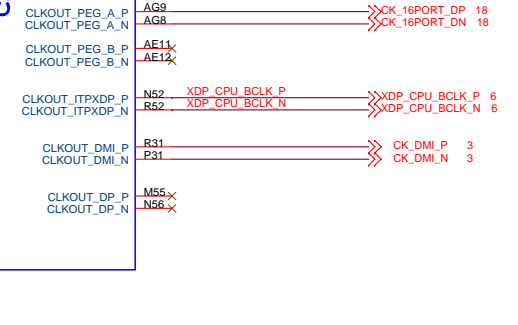 CLKOUT_PEG_A_P AG9 CK_16PORT_DP 18
CLKOUT_PEG_A_N AG8 CK_16PORT_DN 18
CLKOUT_PEG_B_P AE11
CLKOUT_PEG_B_N AE12
CLKOUT_ITPXDP_P N52 XDP_CPU_BCLK_P XDP_CPU_BCLK_P 6
CLKOUT_ITPXDP_N R52 XDP_CPU_BCLK_N XDP_CPU_BCLK_N 6
CLKOUT_DMI_P R31 CK_DMI_P 3
CLKOUT_DMI_N P31 CK_DMI_N 3
CLKOUT_DP_P M55
CLKOUT_DP_N N56